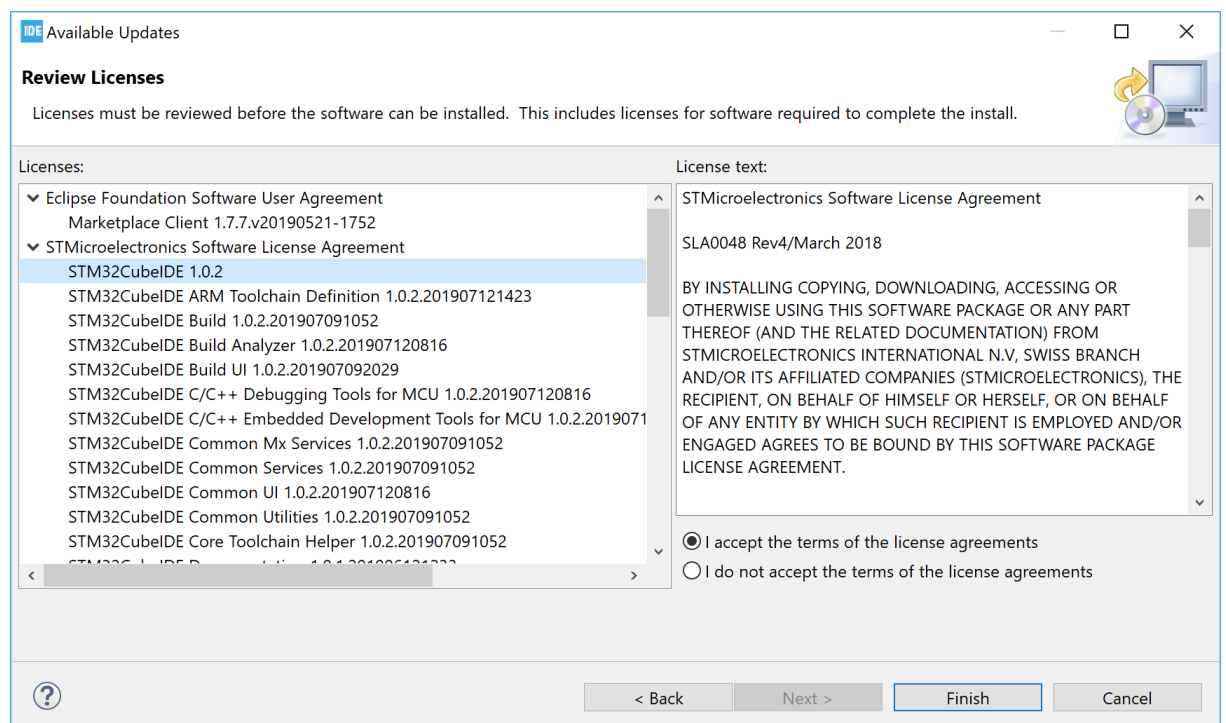 IDE Available Updates
Review Licenses
Licenses must be reviewed before the software can be installed. This includes licenses for software required to complete the install.
Licenses:
Eclipse Foundation Software User Agreement
Marketplace Client 1.7.7.v20190521-1752
STMicroelectronics Software License Agreement
STM32CubeIDE 1.0.2
STM32CubeIDE ARM Toolchain Definition 1.0.2.201907121423
STM32CubeIDE Build 1.0.2.201907091052
STM32CubeIDE Build Analyzer 1.0.2.201907120816
STM32CubeIDE Build UI 1.0.2.201907092029
STM32CubeIDE C/C++ Debugging Tools for MCU 1.0.2.201907120816
STM32CubeIDE C/C++ Embedded Development Tools for MCU 1.0.2.2019071
STM32CubeIDE Common Mx Services 1.0.2.201907091052
STM32CubeIDE Common Services 1.0.2.201907091052
STM32CubeIDE Common UI 1.0.2.201907120816
STM32CubeIDE Common Utilities 1.0.2.201907091052
STM32CubeIDE Core Toolchain Helper 1.0.2.201907091052
License text:
STMicroelectronics Software License Agreement
SLA0048 Rev4/March 2018
BY INSTALLING COPYING, DOWNLOADING, ACCESSING OR
OTHERWISE USING THIS SOFTWARE PACKAGE OR ANY PART
THEREOF (AND THE RELATED DOCUMENTATION) FROM
STMICROELECTRONICS INTERNATIONAL N.V, SWISS BRANCH
AND/OR ITS AFFILIATED COMPANIES (STMICROELECTRONICS), THE
RECIPIENT, ON BEHALF OF HIMSELF OR HERSELF, OR ON BEHALF
OF ANY ENTITY BY WHICH SUCH RECIPIENT IS EMPLOYED AND/OR
ENGAGED AGREES TO BE BOUND BY THIS SOFTWARE PACKAGE
LICENSE AGREEMENT.
I accept the terms of the license agreements
I do not accept the terms of the license agreements
? < Back Next > Finish Cancel